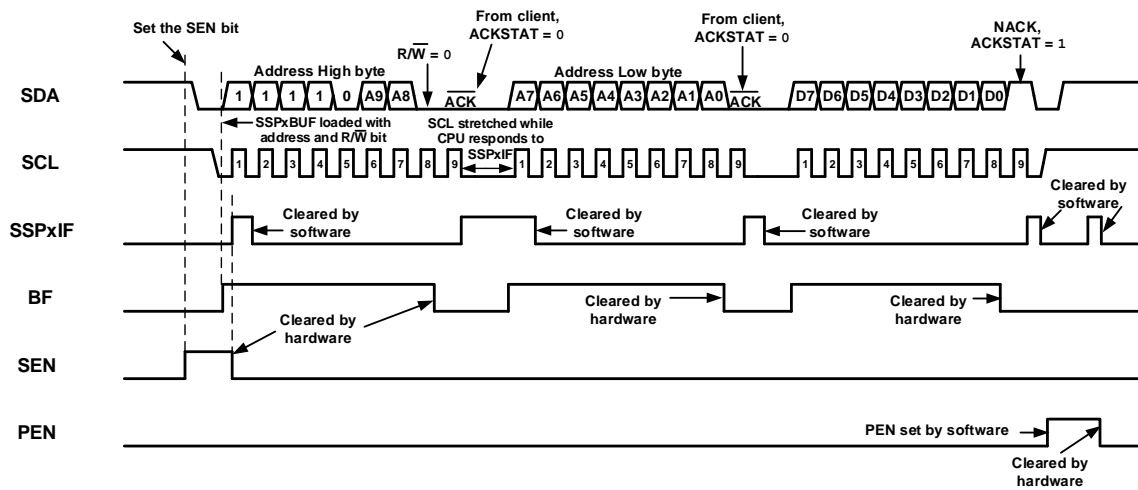 Set the SEN bit
R/W = 0
From client,
ACKSTAT = 0
From client,
ACKSTAT = 0
NACK,
ACKSTAT = 1
Address High byte
Address Low byte
SDA
1 1 1 1 0 A9 A8 ACK A7 A6 A5 A4 A3 A2 A1 A0 ACK D7 D6 D5 D4 D3 D2 D1 D0
SSPxBUF loaded with
address and R/W bit
SCL stretched while
CPU responds to
SSPxIF
SCL
1 2 3 4 5 6 7 8 9 1 2 3 4 5 6 7 8 9 1 2 3 4 5 6 7 8 9
SSPxIF
Cleared by
software
Cleared by
software
Cleared by
software
Cleared by
software
BF
Cleared by
hardware
Cleared by
hardware
Cleared by
hardware
SEN
PEN
PEN set by software
Cleared by
hardware